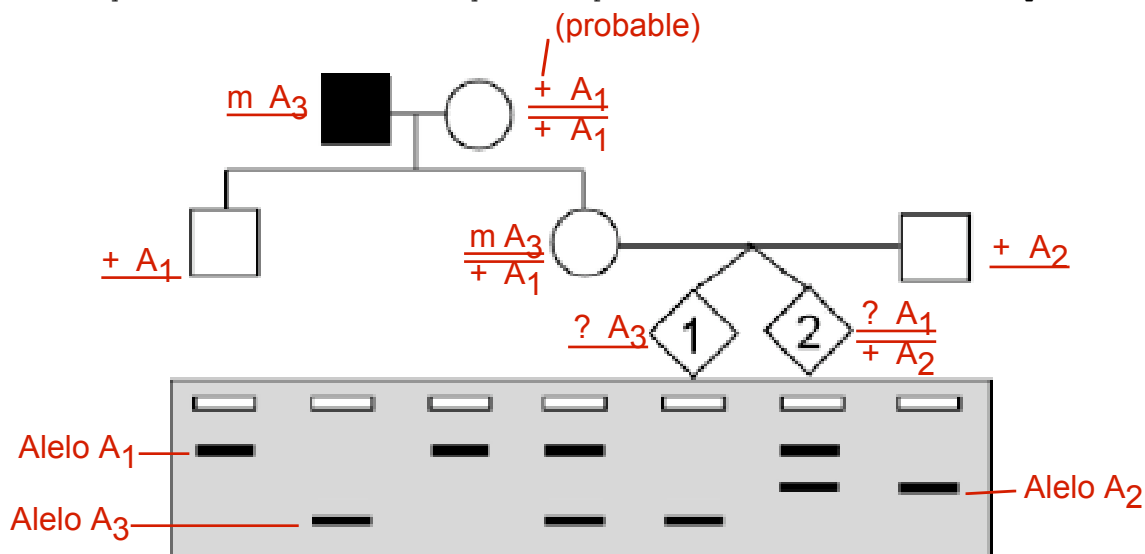 (probable)
m A3
+ A1
+ A1
+ A1
m A3
+ A1
+ A2
? A3
1
2
? A1
+ A2
Alelo A1
Alelo A2
Alelo A3